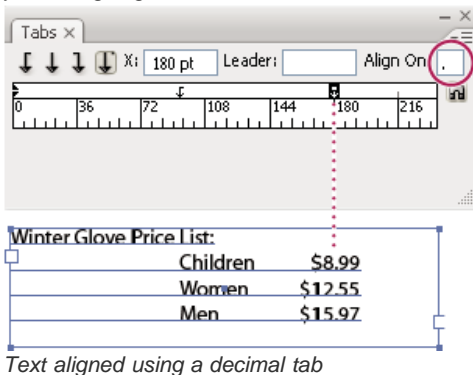 Tabs ×
X: 180 pt Leader: Align On .
0 36 72 108 144 180 216
Winter Glove Price List:
Children $8.99
Women $12.55
Men $15.97
Text aligned using a decimal tab